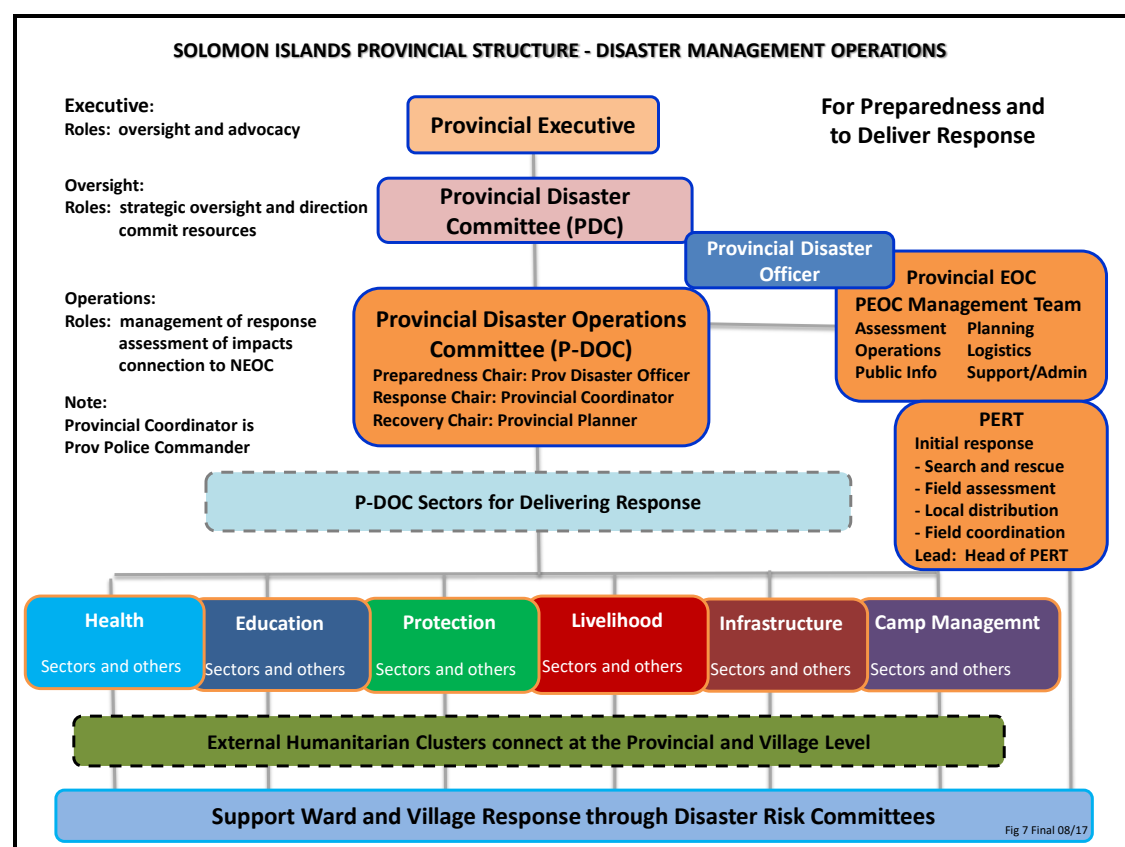 SOLOMON ISLANDS PROVINCIAL STRUCTURE - DISASTER MANAGEMENT OPERATIONS
Executive:
Roles: oversight and advocacy
Provincial Executive
For Preparedness and
to Deliver Response
Oversight:
Roles: strategic oversight and direction
commit resources
Provincial Disaster
Committee (PDC)
Provincial Disaster
Officer
Provincial EOC
PEOC Management Team
Assessment Planning
Operations Logistics
Public Info Support/Admin
Operations:
Roles: management of response
assessment of impacts
connection to NEOC
Provincial Disaster Operations
Committee (P-DOC)
Preparedness Chair: Prov Disaster Officer
Response Chair: Provincial Coordinator
Recovery Chair: Provincial Planner
Note:
Provincial Coordinator is
Prov Police Commander
PERT
Initial response
- Search and rescue
- Field assessment
- Local distribution
- Field coordination
Lead: Head of PERT
P-DOC Sectors for Delivering Response
Health
Sectors and others
Education
Sectors and others
Protection
Sectors and others
Livelihood
Sectors and others
Infrastructure
Sectors and others
Camp Managemnt
Sectors and others
External Humanitarian Clusters connect at the Provincial and Village Level
Support Ward and Village Response through Disaster Risk Committees
Fig 7 Final 08/17